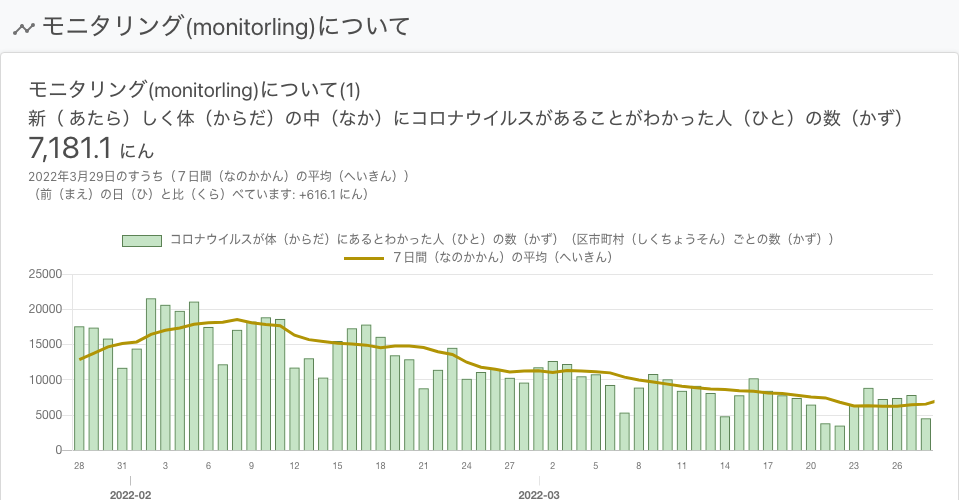 モニタリング(monitorling)について
モニタリング(monitorling)について(1)
新（ あたら）しく体（からだ）の中（なか）にコロナウイルスがあることがわかった人（ひと）の数（かず）
7,181.1 にん
2022年3月29日のすうち（７日間（なのかかん）の平均（へいきん））
（前（まえ）の日（ひ）と比（くら）べています: +616.1 にん）
コロナウイルスが体（からだ）にあるとわかった人（ひと）の数（かず）（区市町村（しくちょうそん）ごとの数（かず））
７日間（なのかかん）の平均（へいきん）
25000
20000
15000
10000
5000
0
28 31 3 6 9 12 15 18 21 24 27 2 5 8 11 14 17 20 23 26
2022-02 2022-03